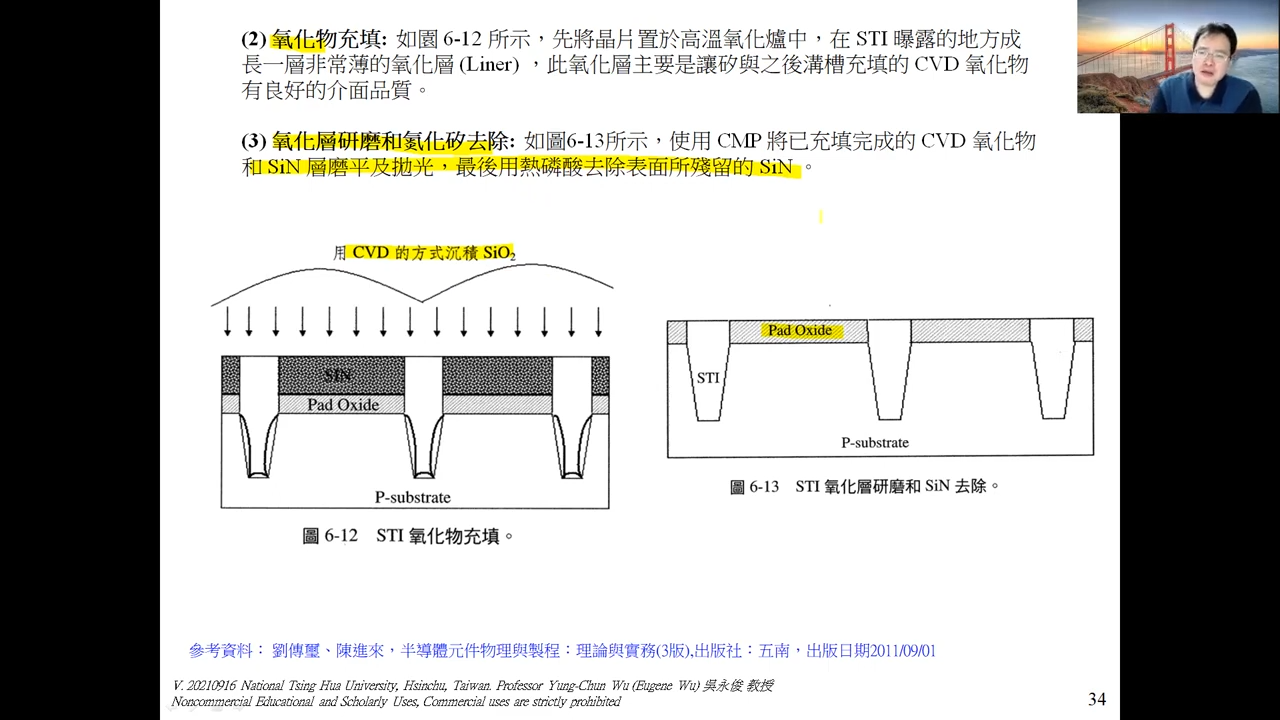 (2) 氧化物充填: 如園 6-12 所示，先將晶片置於高溫氧化爐中，在 STI 曝露的地方成
長一層非常薄的氧化層 (Liner) ，此氧化層主要是讓矽與之後溝槽充填的 CVD 氧化物
有良好的介面品質。
(3) 氧化層研磨和氮化矽去除: 如圖6-13所示，使用 CMP 將已充填完成的 CVD 氧化物
和 SiN 層磨平及拋光，最後用熱磷酸去除表面所殘留的 SiN 。
用 CVD 的方式沉積 SiO₂
SIN
Pad Oxide
P-substrate
圖 6-12 STI 氧化物充填。
Pad Oxide
STI
P-substrate
圖 6-13 STI 氧化層研磨和 SiN 去除。
參考資料： 劉傳璽、陳進來，半導體元件物理與製程：理論與實務(3版),出版社：五南，出版日期2011/09/01
V. 20210916 National Tsing Hua University, Hsinchu, Taiwan. Professor Yung-Chun Wu (Eugene Wu) 吳永俊 教授
Noncommercial Educational and Scholarly Uses, Commercial uses are strictly prohibited
34